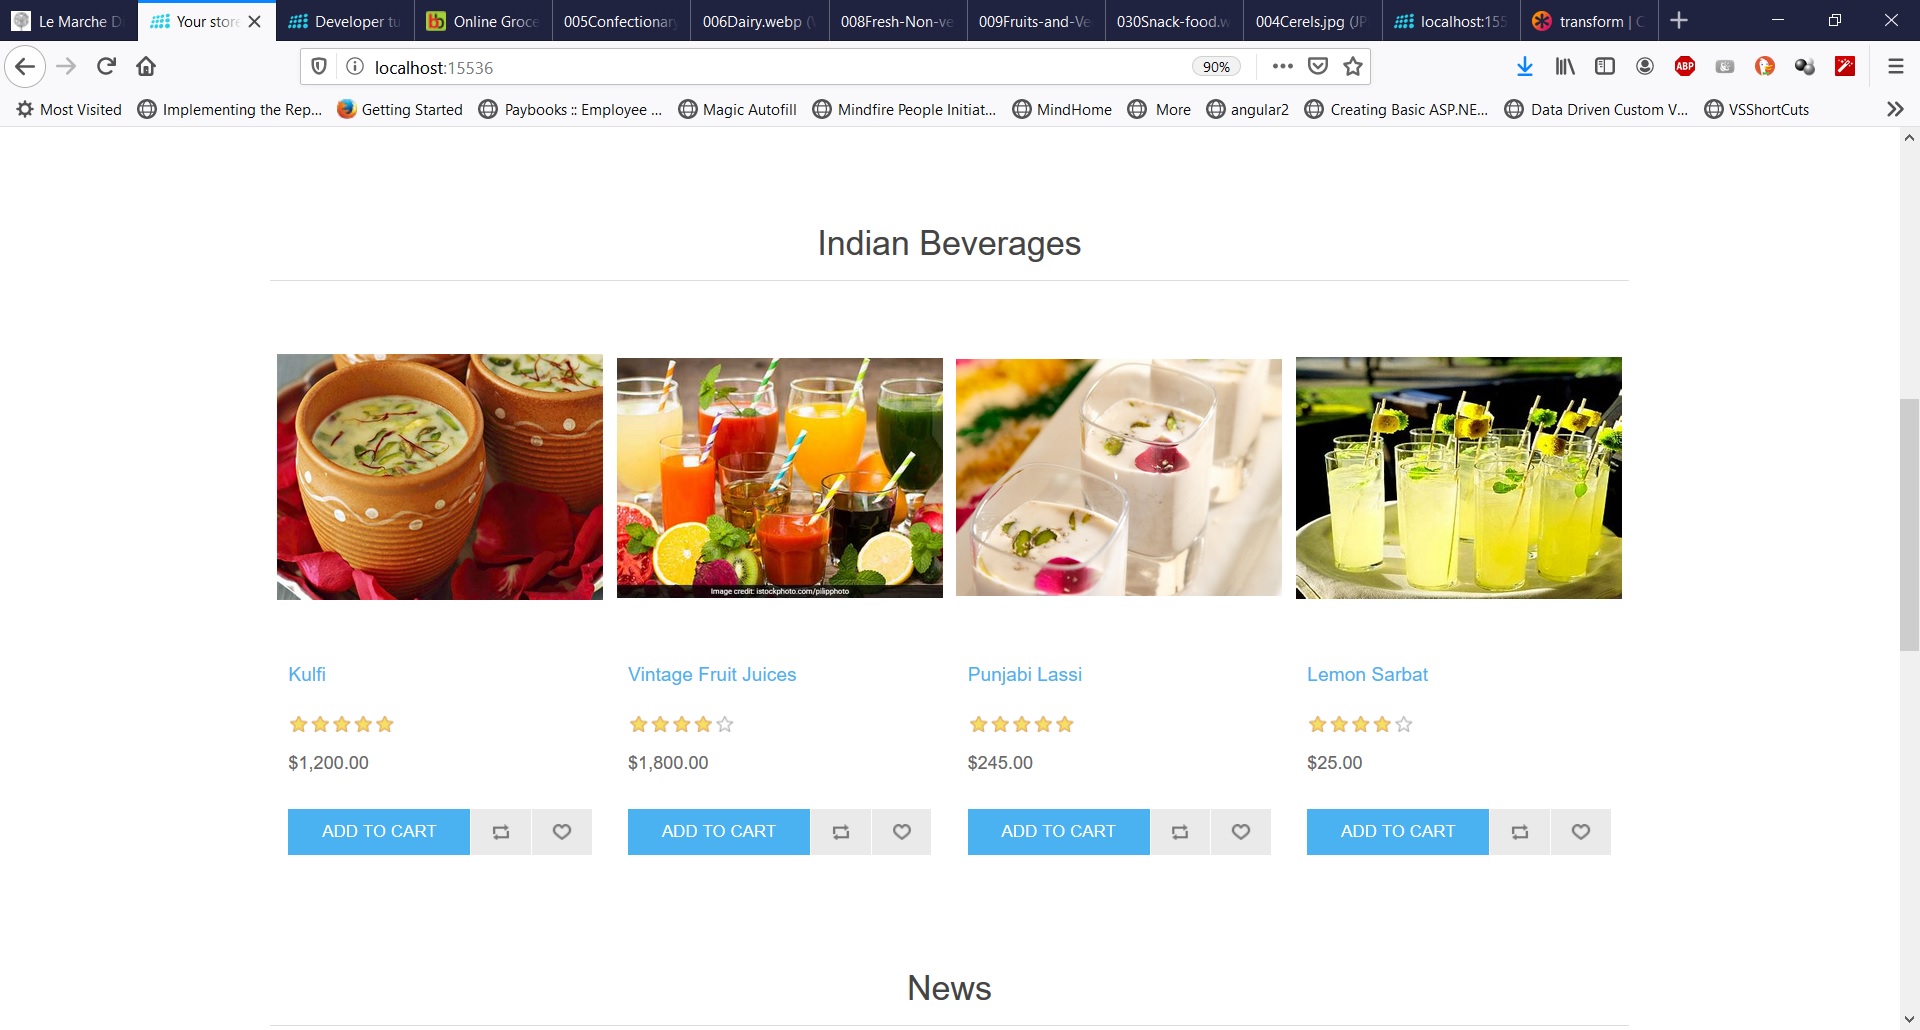 Le Marche D
Your store
Developer tu
Online Groce
005Confectionary
006Dairy.webp (
008Fresh-Non-ve
009Fruits-and-Ve
030Snack-food.w
004Cerels.jpg (JP
localhost:155
transform | C
localhost:15536
90%
ABP
Most Visited
Implementing the Rep...
Getting Started
Paybooks :: Employee ...
Magic Autofill
Mindfire People Initiat...
MindHome
More
angular2
Creating Basic ASP.NE...
Data Driven Custom V...
VSShortCuts
Indian Beverages
Image credit: istockphoto.com/pilipphoto
Kulfi
Vintage Fruit Juices
Punjabi Lassi
Lemon Sarbat
$1,200.00
$1,800.00
$245.00
$25.00
ADD TO CART
ADD TO CART
ADD TO CART
ADD TO CART
News